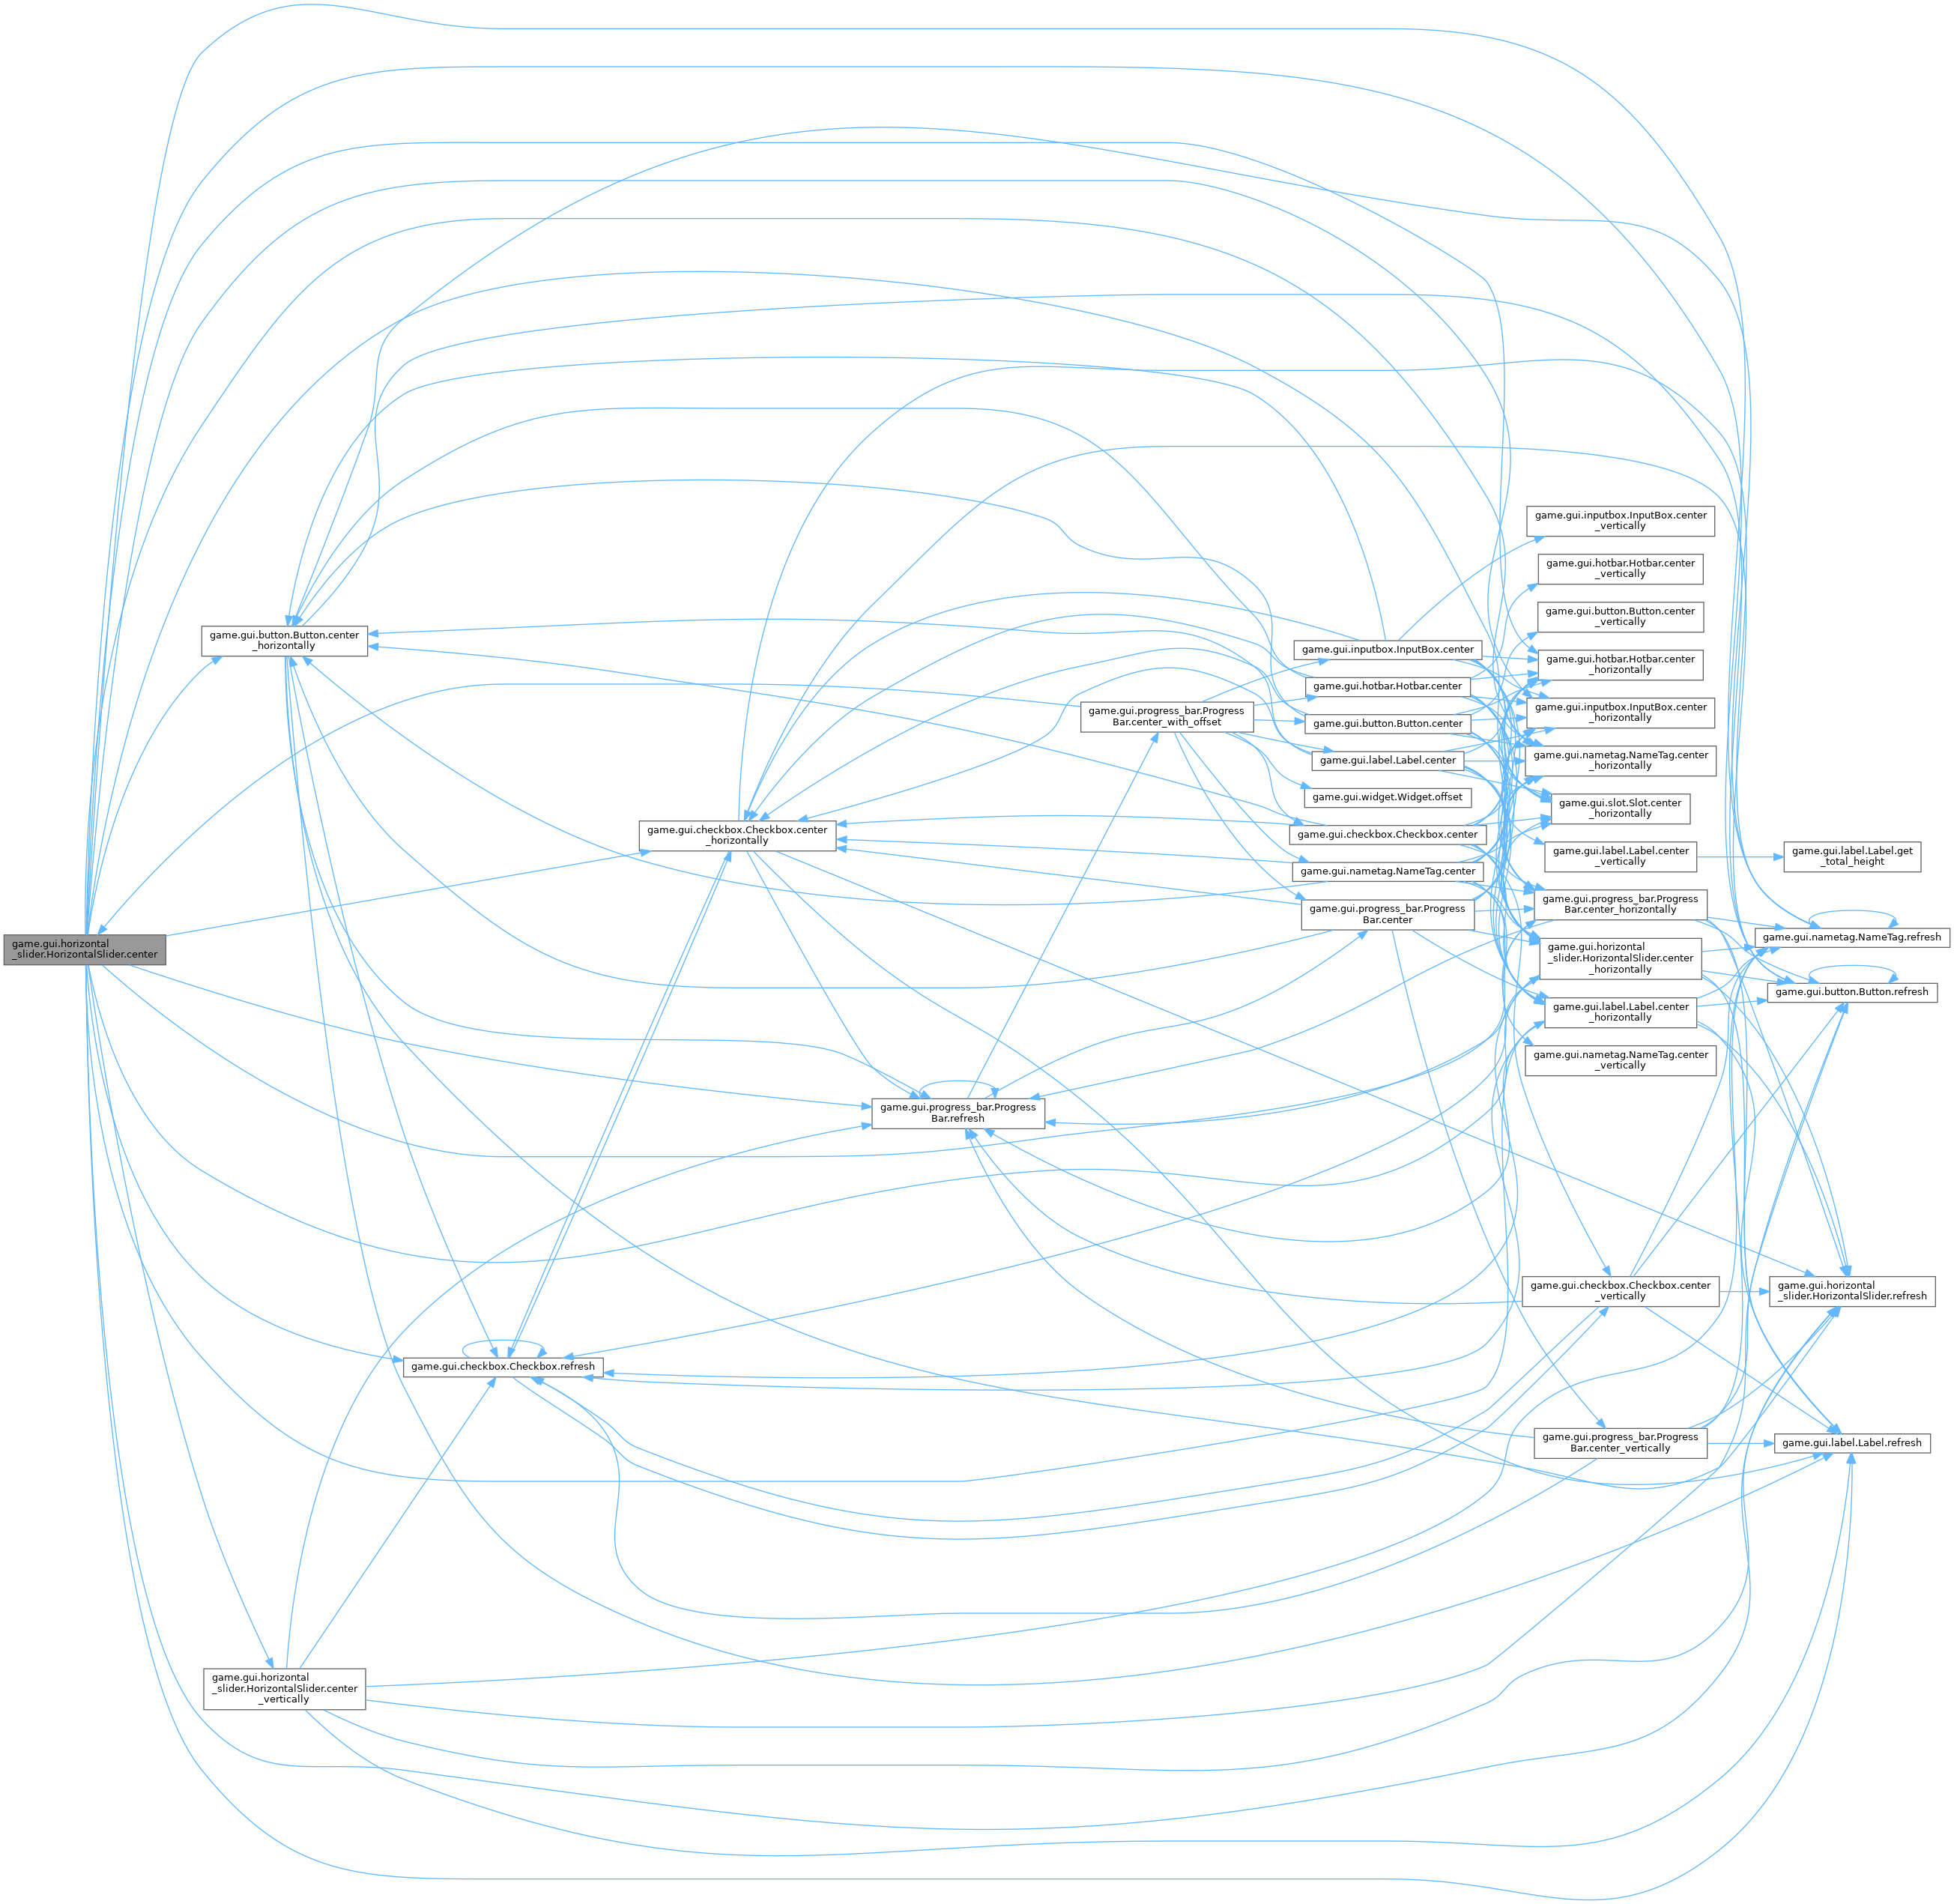 game.gui.inputbox.InputBox.center
_vertically
game.gui.hotbar.Hotbar.center
_vertically
game.gui.button.Button.center
_vertically
game.gui.button.Button.center
_horizontally
game.gui.inputbox.InputBox.center
game.gui.hotbar.Hotbar.center
_horizontally
game.gui.hotbar.Hotbar.center
game.gui.progress_bar.Progress
Bar.center_with_offset
game.gui.inputbox.InputBox.center
_horizontally
game.gui.button.Button.center
game.gui.label.Label.center
game.gui.nametag.NameTag.center
_horizontally
game.gui.widget.Widget.offset
game.gui.slot.Slot.center
_horizontally
game.gui.checkbox.Checkbox.center
_horizontally
game.gui.checkbox.Checkbox.center
game.gui.label.Label.center
_vertically
game.gui.label.Label.get
_total_height
game.gui.nametag.NameTag.center
game.gui.progress_bar.Progress
Bar.center
game.gui.progress_bar.Progress
Bar.center_horizontally
game.gui.nametag.NameTag.refresh
game.gui.horizontal
_slider.HorizontalSlider.center
game.gui.horizontal
_slider.HorizontalSlider.center
_horizontally
game.gui.button.Button.refresh
game.gui.label.Label.center
_horizontally
game.gui.nametag.NameTag.center
_vertically
game.gui.progress_bar.Progress
Bar.refresh
game.gui.checkbox.Checkbox.center
_vertically
game.gui.horizontal
_slider.HorizontalSlider.refresh
game.gui.checkbox.Checkbox.refresh
game.gui.progress_bar.Progress
Bar.center_vertically
game.gui.label.Label.refresh
game.gui.horizontal
_slider.HorizontalSlider.center
_vertically